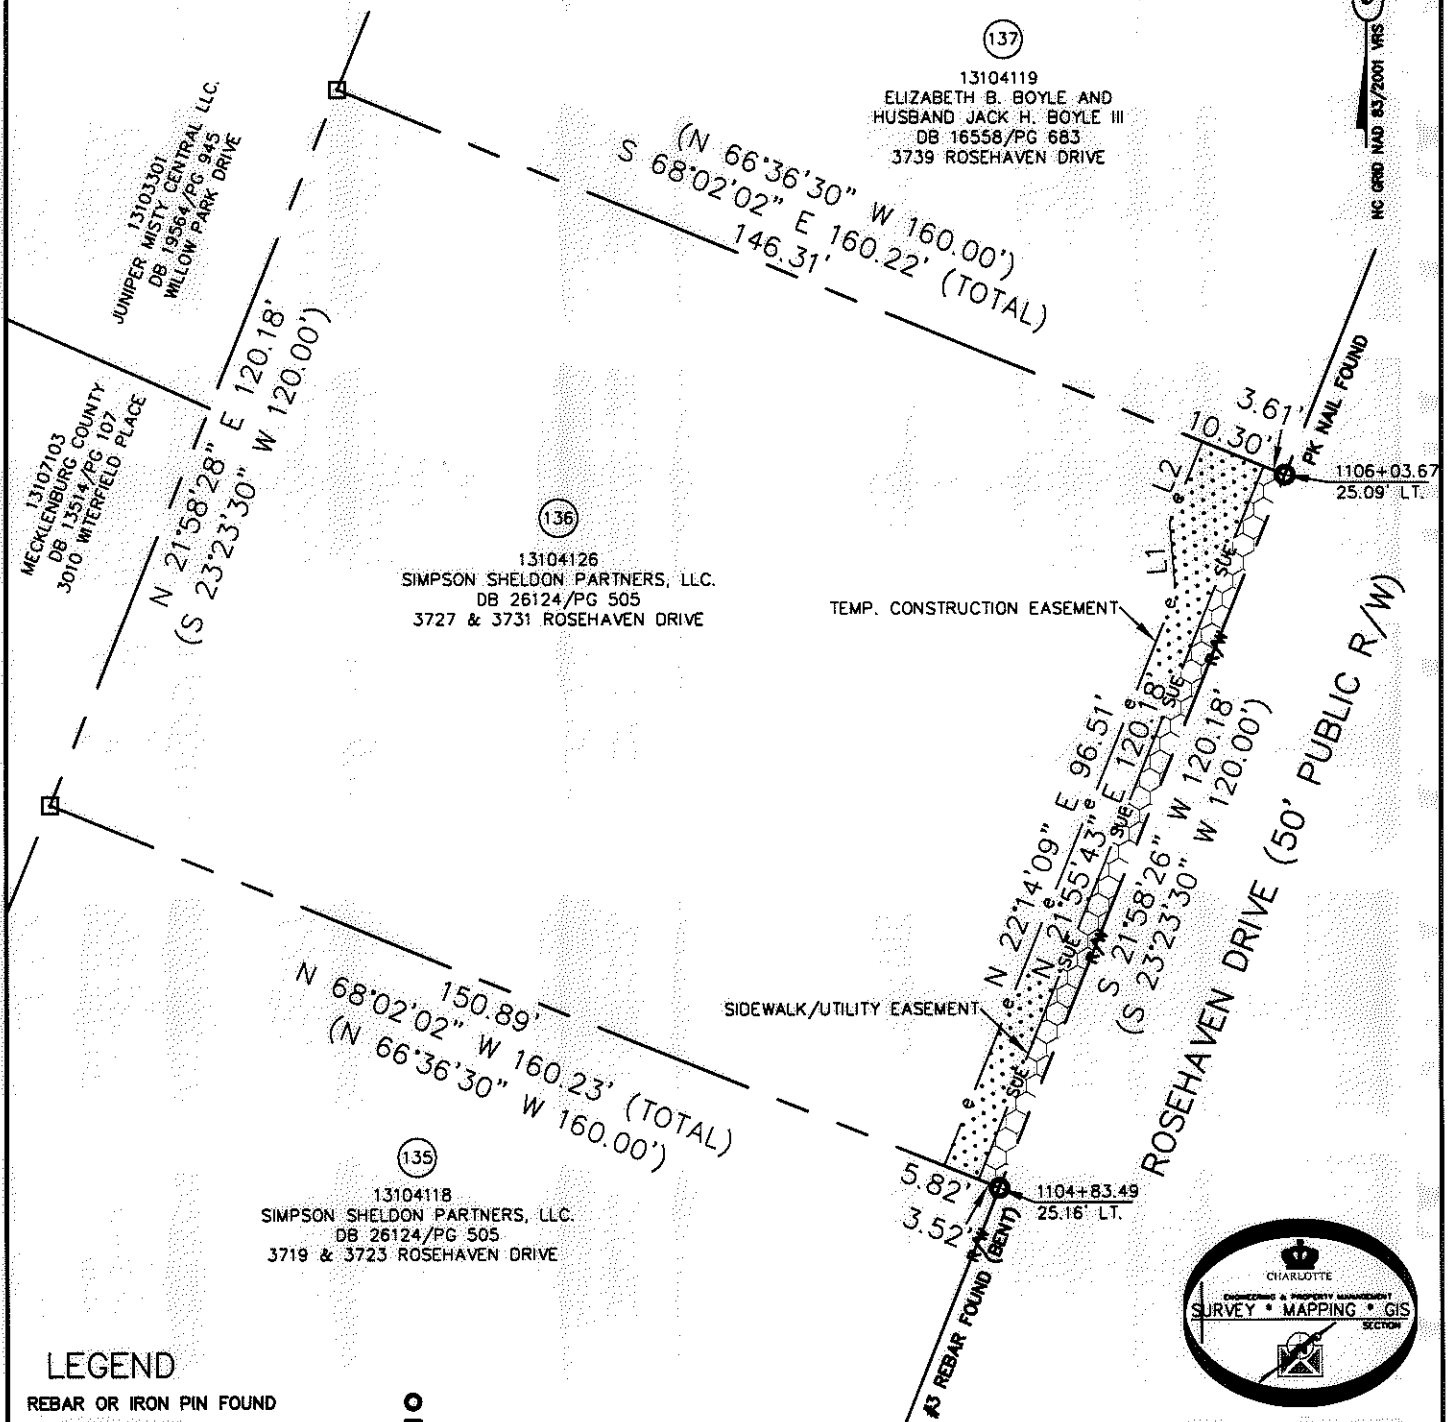 137
13104119
ELIZABETH B. BOYLE AND
HUSBAND JACK H. BOYLE III
DB 16558/PG 683
3739 ROSEHAVEN DRIVE
NC GRID NAD 83/2001 VRS
13103301
JUNIPER MISTY CENTRAL LLC.
DB 19564/PG 945
WILLOW PARK DRIVE
(N 66°36'30" W 160.00')
S 68°02'02" E 160.22' (TOTAL)
146.31'
N 21°58'28" E 120.18'
(S 23°23'30" W 120.00')
13107103
MECKLENBURG COUNTY
DB 13514/PG 107
3010 WITERFIELD PLACE
3.61'
10.30'
PK NAIL FOUND
1106+03.67
25.09' LT.
L2
L1
e
e
136
13104126
SIMPSON SHELDON PARTNERS, LLC.
DB 26124/PG 505
3727 & 3731 ROSEHAVEN DRIVE
TEMP. CONSTRUCTION EASEMENT
SUE
R/W
SUE
e
e
SUE
e
SUE
R/W
e
SUE
e
N 22°14'09" E 96.51'
N 21°55'43" E 120.18'
S 21°58'26" W 120.18'
(S 23°23'30" W 120.00')
ROSEHAVEN DRIVE (50' PUBLIC R/W)
SIDEWALK/UTILITY EASEMENT
150.89'
N 68°02'02" W 160.23' (TOTAL)
(N 66°36'30" W 160.00')
5.82'
3.52'
R/W
1104+83.49
25.16' LT.
#3 REBAR FOUND (BENT)
135
13104118
SIMPSON SHELDON PARTNERS, LLC.
DB 26124/PG 505
3719 & 3723 ROSEHAVEN DRIVE
CHARLOTTE
ENGINEERING & PROPERTY MANAGEMENT
SURVEY * MAPPING * GIS
SECTION
LEGEND
REBAR OR IRON PIN FOUND